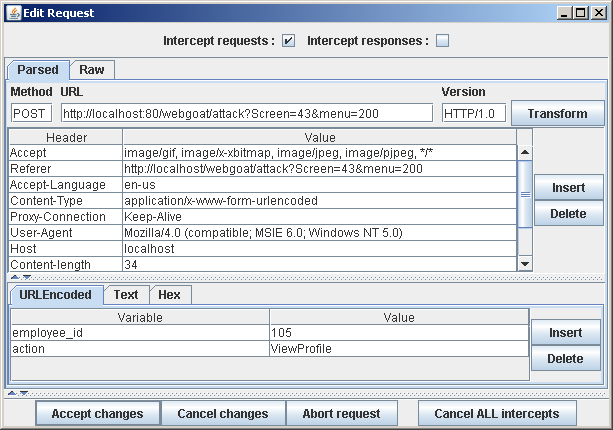 Edit Request
Intercept requests : Intercept responses :
Parsed Raw
Method URL Version
POST http://localhost:80/webgoat/attack?Screen=43&menu=200 HTTP/1.0 Transform
Header Value
Accept image/gif, image/x-xbitmap, image/jpeg, image/pjpeg, */*
Referer http://localhost/webgoat/attack?Screen=43&menu=200
Accept-Language en-us
Content-Type application/x-www-form-urlencoded
Proxy-Connection Keep-Alive
User-Agent Mozilla/4.0 (compatible; MSIE 6.0; Windows NT 5.0)
Host localhost
Content-length 34
Insert
Delete
URLEncoded Text Hex
Variable Value
employee_id 105
action ViewProfile
Insert
Delete
Accept changes Cancel changes Abort request Cancel ALL intercepts